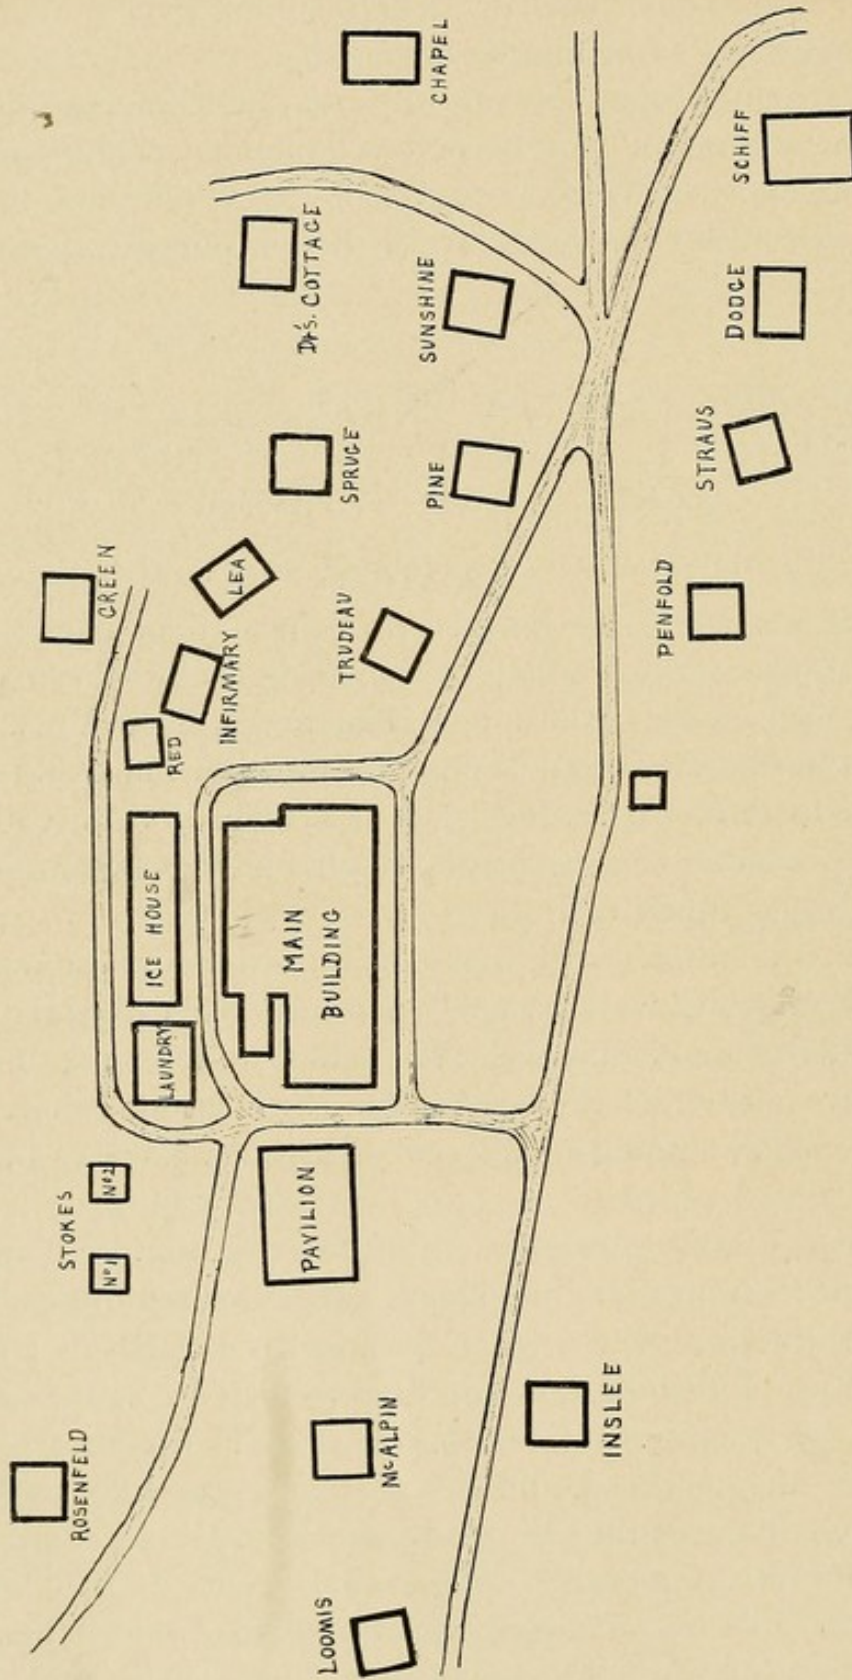 ROSENFELD
STOKES
Nº1
Nº2
LAUNDRY
ICE HOUSE
RED
INFIRMARY
GREEN
LEA
SPRUCE
Dr's. COTTAGE
CHAPEL
LOOMIS
McALPIN
PAVILION
MAIN
BUILDING
TRUDEAU
PINE
SUNSHINE
INSLEE
PENFOLD
STRAUS
DODGE
SCHIFF